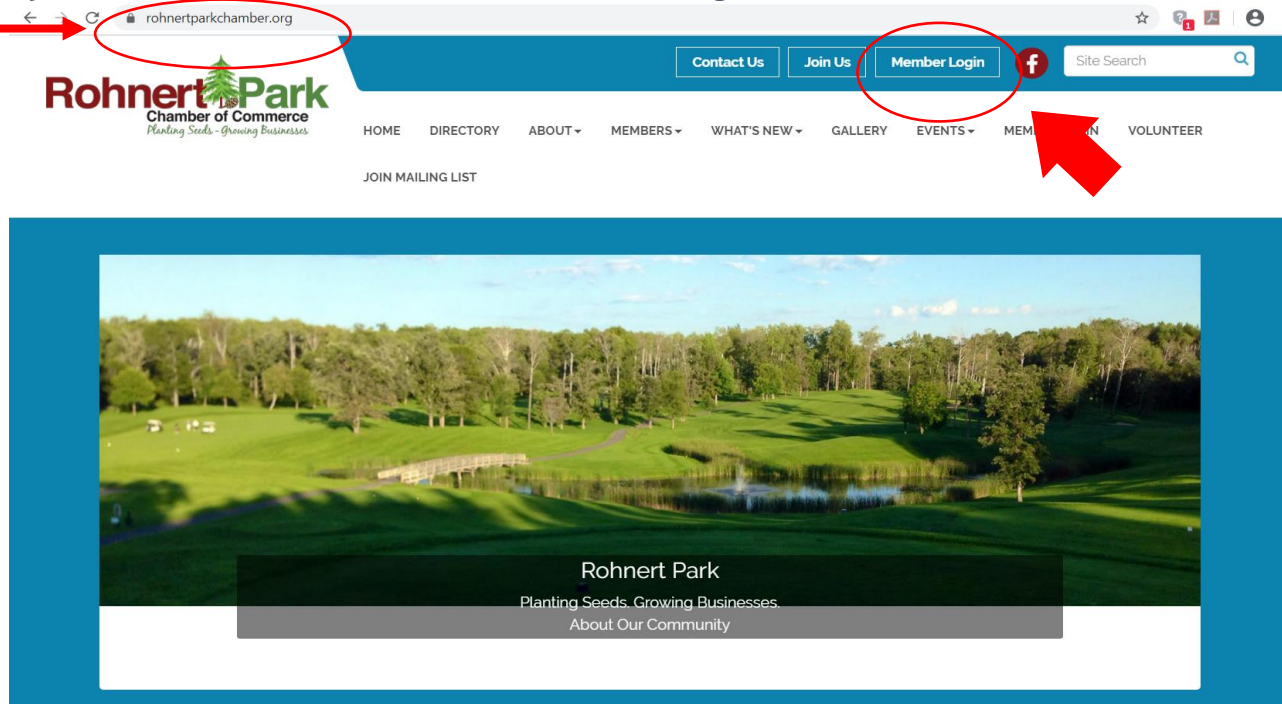 rohnertparkchamber.org
1
Contact Us Join Us Member Login f Site Search
Rohnert Park
Chamber of Commerce
Planting Seeds - Growing Businesses
HOME DIRECTORY ABOUT MEMBERS WHAT'S NEW GALLERY EVENTS VOLUNTEER
JOIN MAILING LIST
Rohnert Park
Planting Seeds. Growing Businesses.
About Our Community